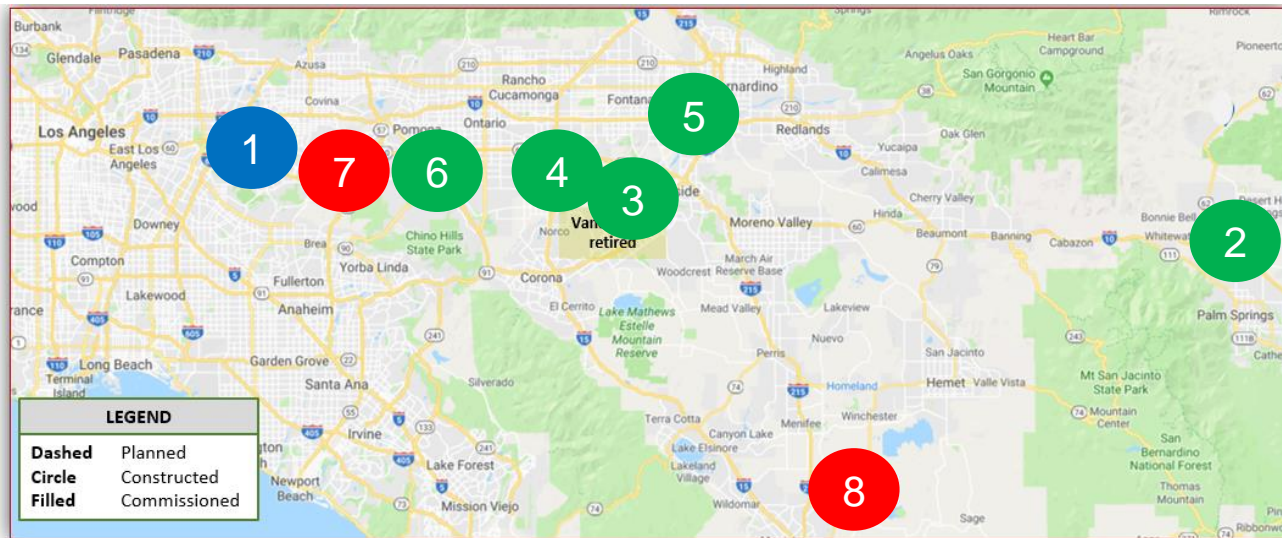 Burbank
Glendale
Pasadena
Azusa
Rancho
Cucamonga
Fontana
Highland
Angelus Oaks
Heart Bar
Campground
Rimrock
San Gorgonio
Mountain
Covina
Pomona
Ontario
Redlands
Oak Glen
Los Angeles
East Los
Angeles
Yucaipa
Calimesa
Cherry Valley
1
7
6
4
5
3
2
Downey
Norco
retired
Moreno Valley
Hinda
Beaumont
Banning
Cabazon
Bonnie Bell
Compton
Brea
Chino Hills
State Park
Yorba Linda
Fullerton
Corona
Woodcrest
March Air
Reserve Base
Lakewood
Anaheim
El Cerrito
Lake Mathews
Estelle
Mountain
Reserve
Mead Valley
Lakeview
Nuevo
Palm Springs
Long Beach
Terminal
Island
Garden Grove
Santa Ana
Silverado
Perris
San Jacinto
Homeland
Hemet
Valle Vista
Mt San Jacinto
State Park
Mountain
Center
LEGEND
Dashed Planned
Circle Constructed
Filled Commissioned
Irvine
Newport
Beach
Lake Forest
Mission Viejo
Terra Cotta
Canyon Lake
Lake Elsinore
Lakeland
Village
Wildomar
Menifee
Winchester
8
Sage
San
Bernardino
National Forest
Thomas
Mountain